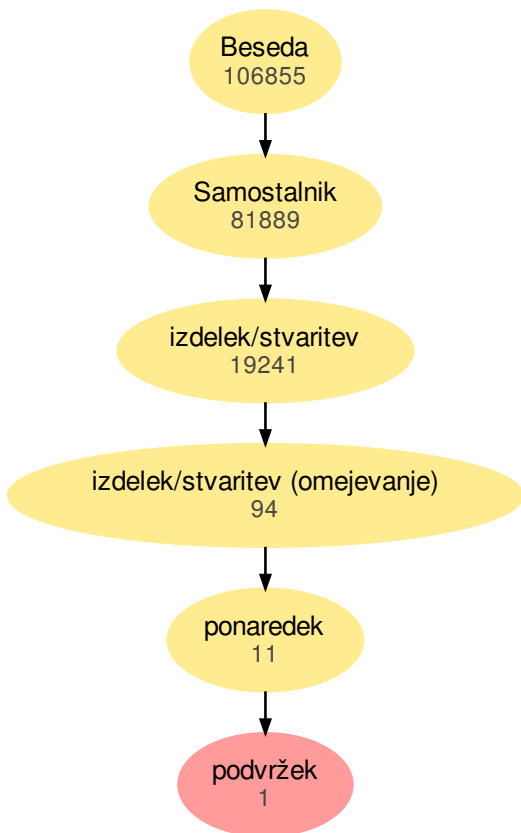 Beseda
106855
Samostalnik
81889
izdelek/stvaritev
19241
izdelek/stvaritev (omejevanje)
94
ponaredek
11
podvržek
1